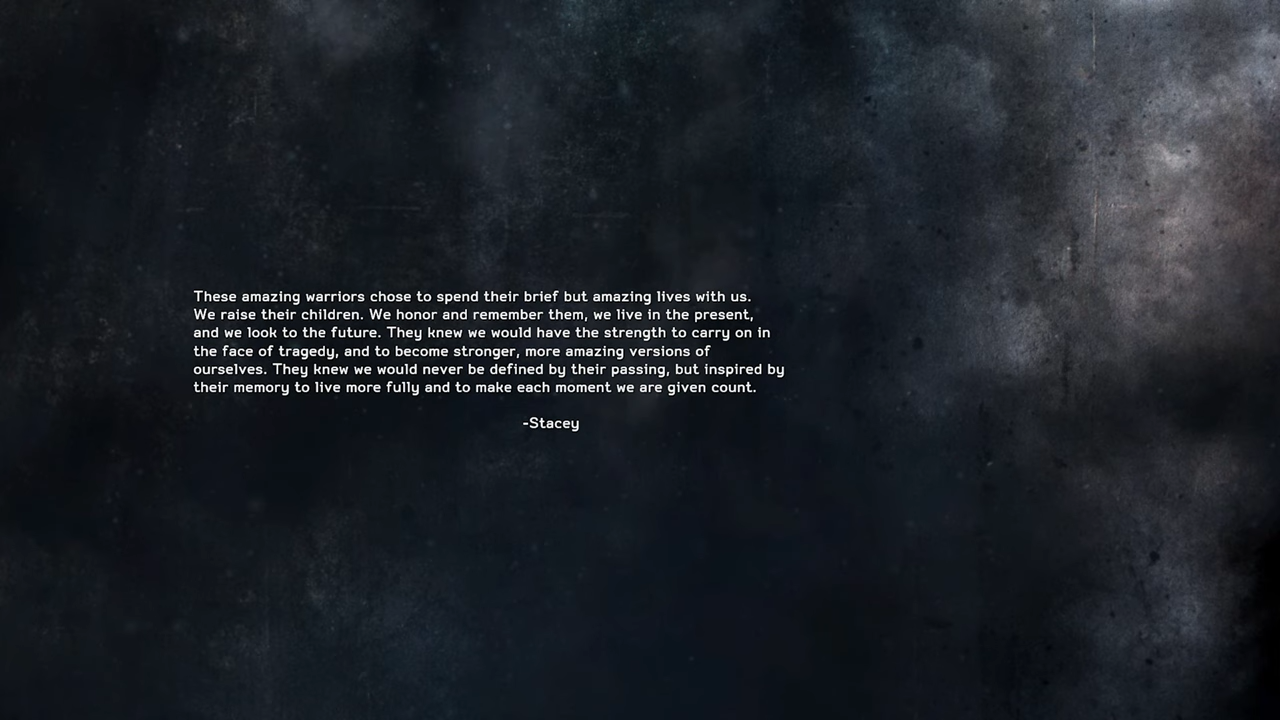 These amazing warriors chose to spend their brief but amazing lives with us.
We raise their children. We honor and remember them, we live in the present,
and we look to the future. They knew we would have the strength to carry on in
the face of tragedy, and to become stronger, more amazing versions of
ourselves. They knew we would never be defined by their passing, but inspired by
their memory to live more fully and to make each moment we are given count.
-Stacey